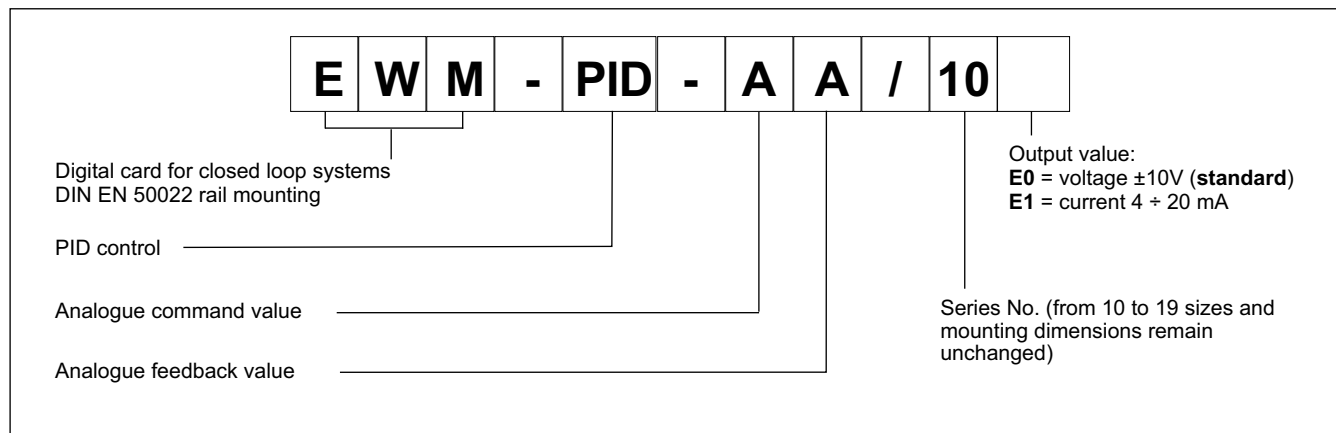 E W M - PID - A A / 10
Digital card for closed loop systems
DIN EN 50022 rail mounting
PID control
Analogue command value
Analogue feedback value
Output value:
E0 = voltage ±10V (standard)
E1 = current 4 ÷ 20 mA
Series No. (from 10 to 19 sizes and
mounting dimensions remain
unchanged)